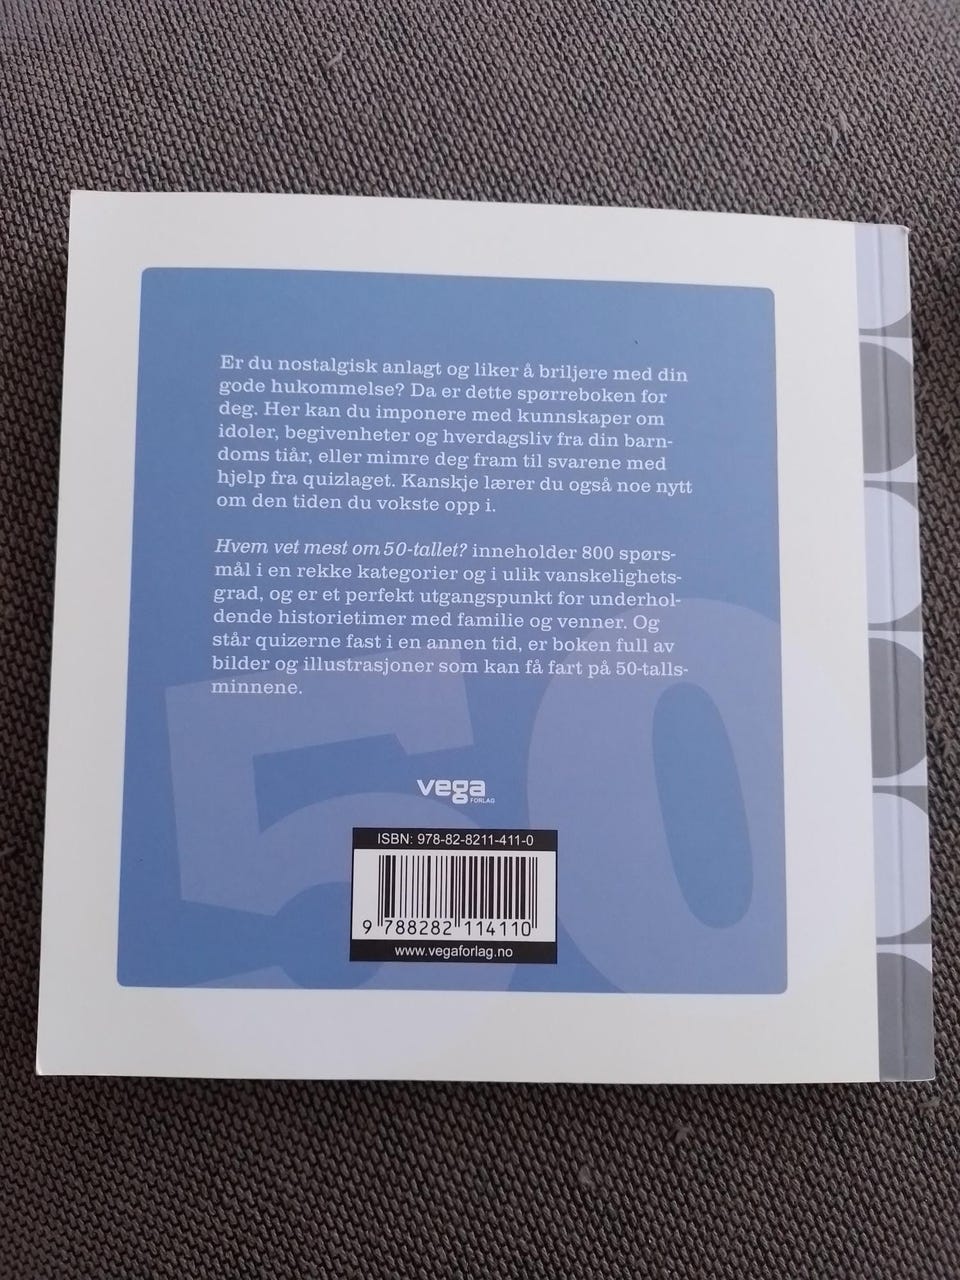 Er du nostalgisk anlagt og liker å briljere med din
gode hukommelse? Da er dette spørreboken for
deg. Her kan du imponere med kunnskaper om
idoler, begivenheter og hverdagsliv fra din barn-
doms tiår, eller mimre deg fram til svarene med
hjelp fra quizlaget. Kanskje lærer du også noe nytt
om den tiden du vokste opp i.
Hvem vet mest om 50-tallet? inneholder 800 spørs-
mål i en rekke kategorier og i ulik vanskelighets-
grad, og er et perfekt utgangspunkt for underhol-
dende historietimer med familie og venner. Og
står quizerne fast i en annen tid, er boken full av
bilder og illustrasjoner som kan få fart på 50-talls-
minnene.
50
vega
FORLAG
ISBN: 978-82-8211-411-0
9 788282 114110
www.vegaforlag.no